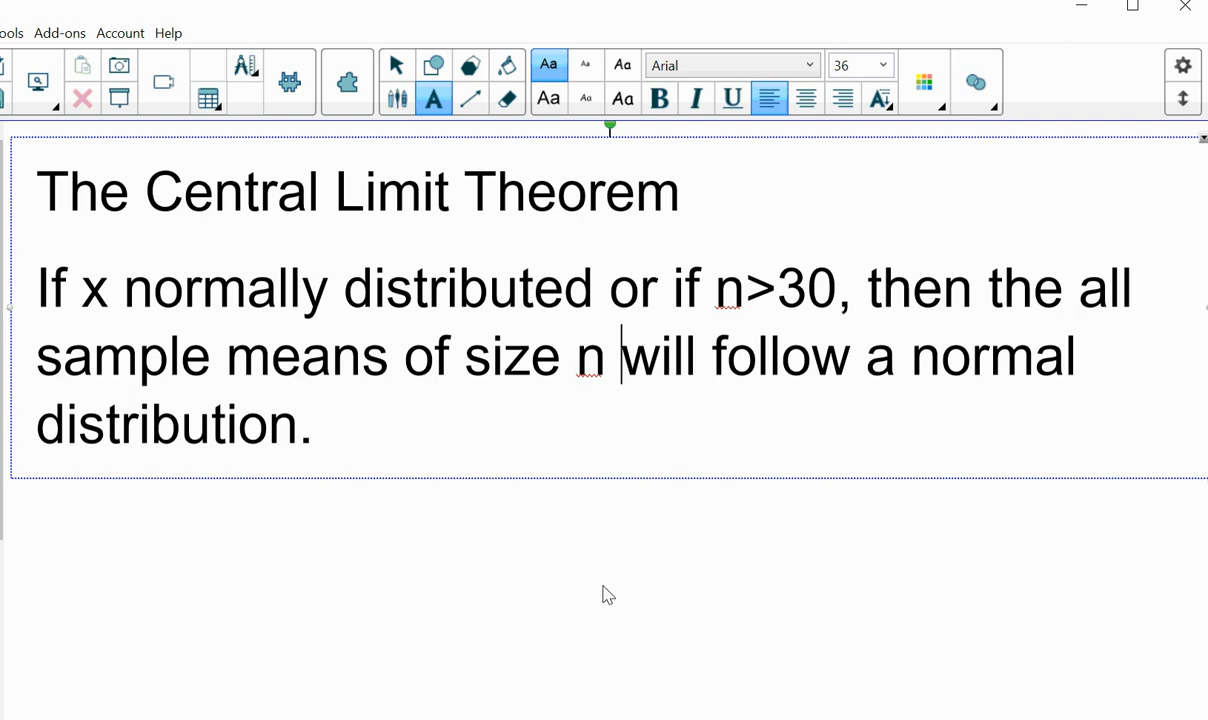 ools Add-ons Account Help
Aa Aa Aa Arial 36
Aa Aa Aa B I U A
The Central Limit Theorem
If x normally distributed or if n>30, then the all
sample means of size n will follow a normal
distribution.